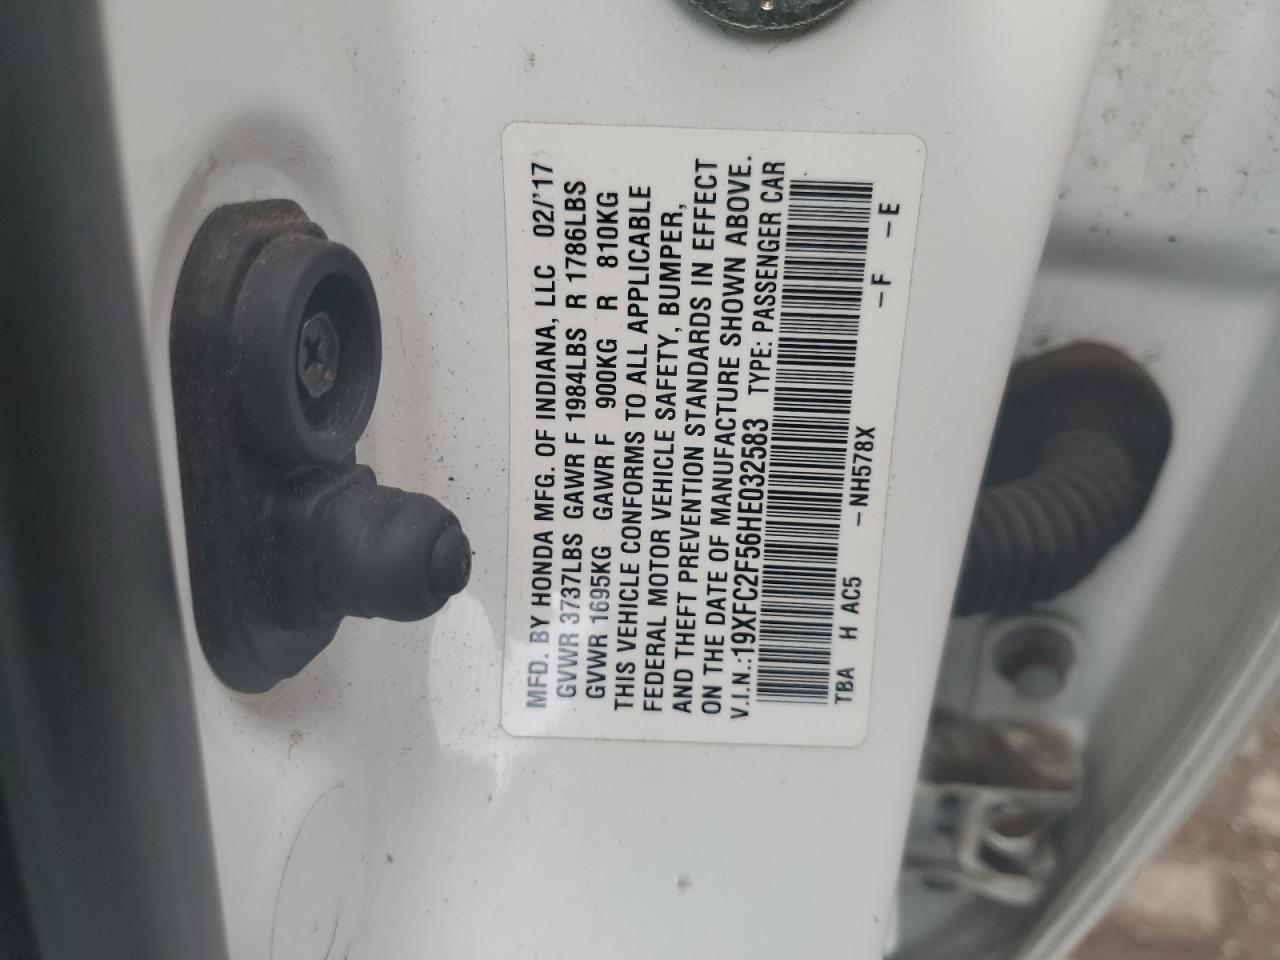 MFD. BY HONDA MFG. OF INDIANA, LLC 02/'17
GVWR 3737LBS GAWR F 1984LBS R 1786LBS
GVWR 1695KG GAWR F 900KG R 810KG
THIS VEHICLE CONFORMS TO ALL APPLICABLE
FEDERAL MOTOR VEHICLE SAFETY, BUMPER,
AND THEFT PREVENTION STANDARDS IN EFFECT
ON THE DATE OF MANUFACTURE SHOWN ABOVE.
V.I.N.:19XFC2F56HE032583 TYPE: PASSENGER CAR
TBA H AC5 -NH578X -F -E